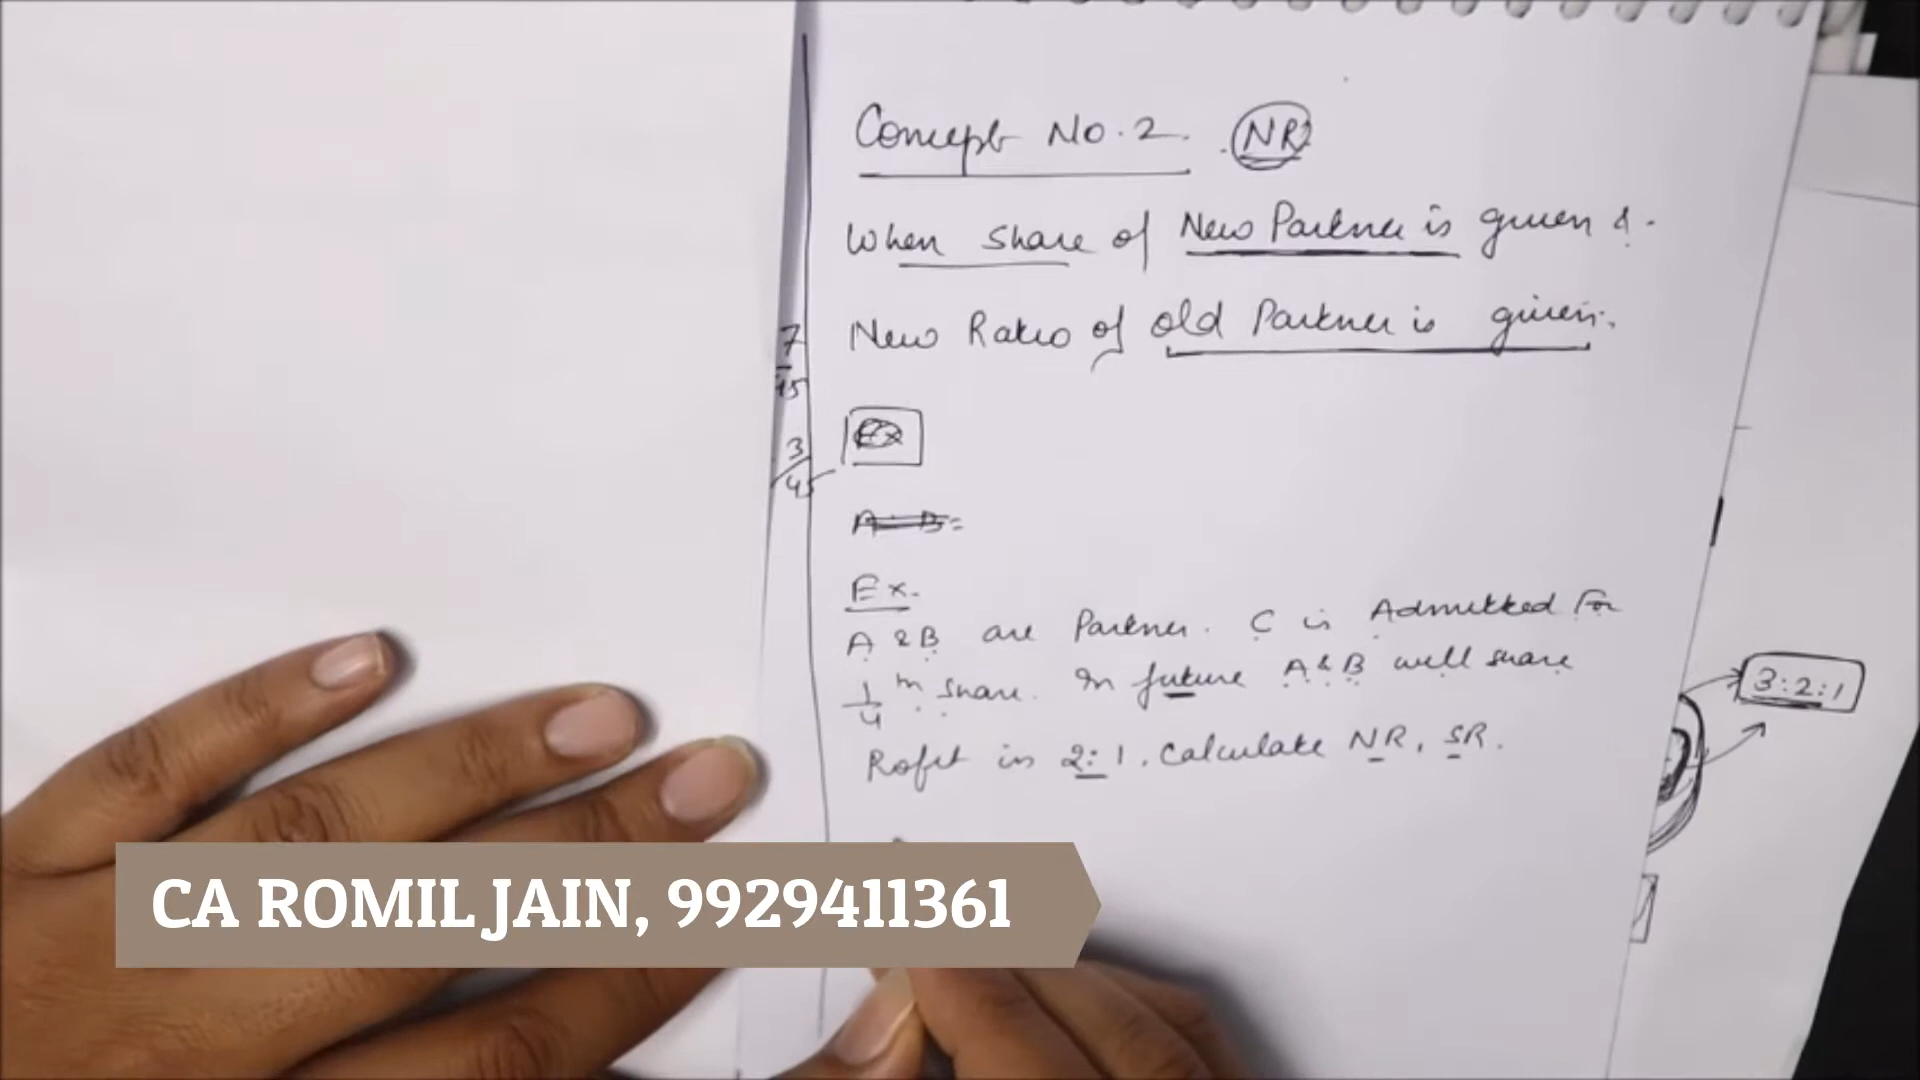 Concept No. 2. NR
When share of New Partner is given &
New Ratio of old Partner is given.
7
45
3
45
Ex
A B =
Ex.
A & B are Partner. C is Admitted For
1/4 th share. In future A & B will share
Profit in 2:1. Calculate NR, SR.
3:2:1
CA ROMIL JAIN, 9929411361